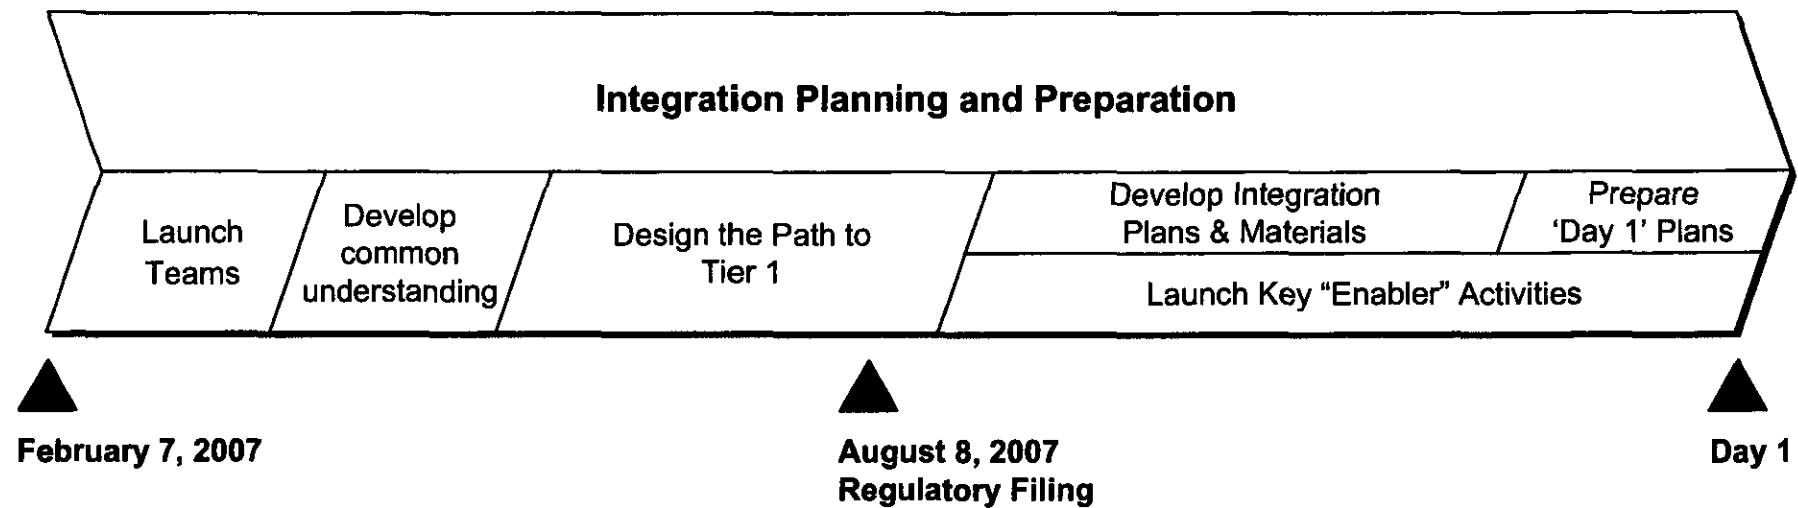 Integration Planning and Preparation
Launch
Teams
Develop
common
understanding
Design the Path to
Tier 1
Develop Integration
Plans & Materials
Prepare
‘Day 1’ Plans
Launch Key “Enabler” Activities
February 7, 2007
August 8, 2007
Regulatory Filing
Day 1